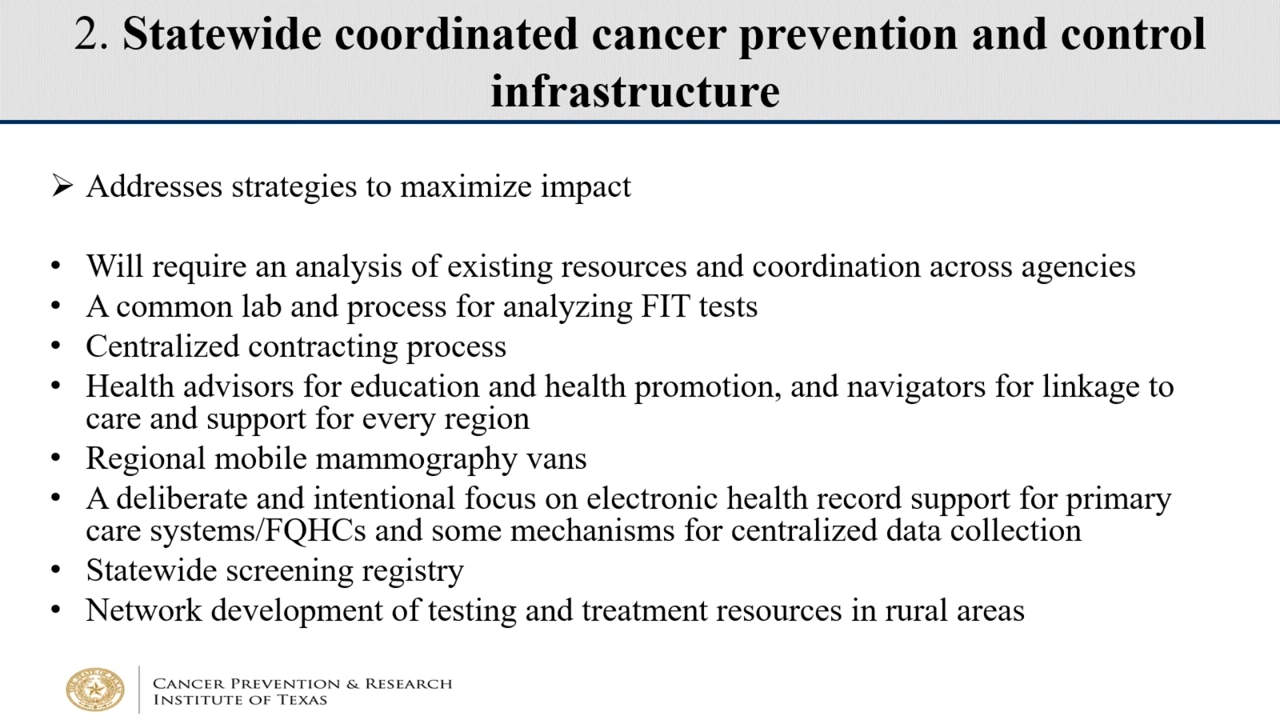 2. Statewide coordinated cancer prevention and control
infrastructure
➢ Addresses strategies to maximize impact
• Will require an analysis of existing resources and coordination across agencies
• A common lab and process for analyzing FIT tests
• Centralized contracting process
• Health advisors for education and health promotion, and navigators for linkage to
care and support for every region
• Regional mobile mammography vans
• A deliberate and intentional focus on electronic health record support for primary
care systems/FQHCs and some mechanisms for centralized data collection
• Statewide screening registry
• Network development of testing and treatment resources in rural areas
CANCER PREVENTION & RESEARCH
INSTITUTE OF TEXAS